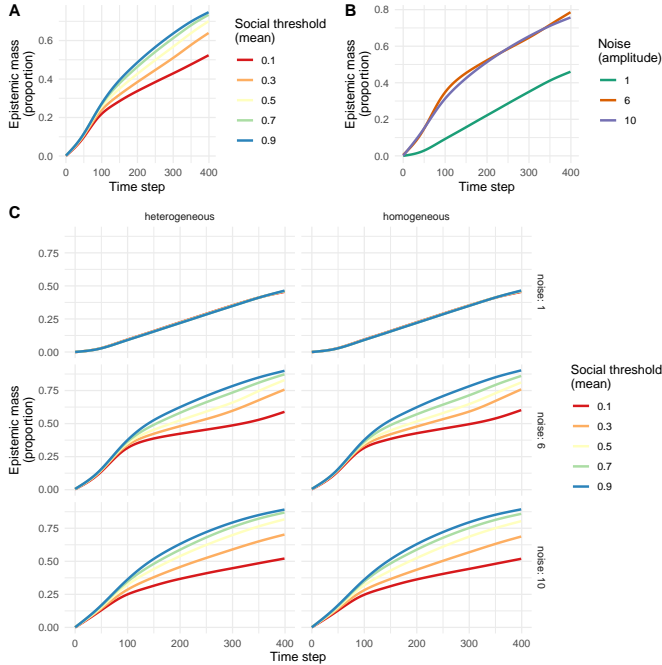 A
Epistemic mass
(proportion)
0.6
0.4
0.2
0.0
0
100
200
300
400
Time step
Social threshold
(mean)
0.1
0.3
0.5
0.7
0.9
B
Epistemic mass
(proportion)
0.8
0.6
0.4
0.2
0.0
0
100
200
300
400
Time step
Noise
(amplitude)
1
6
10
C
heterogeneous
homogeneous
0.75
0.50
0.25
0.00
noise: 1
Epistemic mass
(proportion)
0.75
0.50
0.25
0.00
noise: 6
0.75
0.50
0.25
0.00
noise: 10
0
100
200
300
400
0
100
200
300
400
Time step
Social threshold
(mean)
0.1
0.3
0.5
0.7
0.9